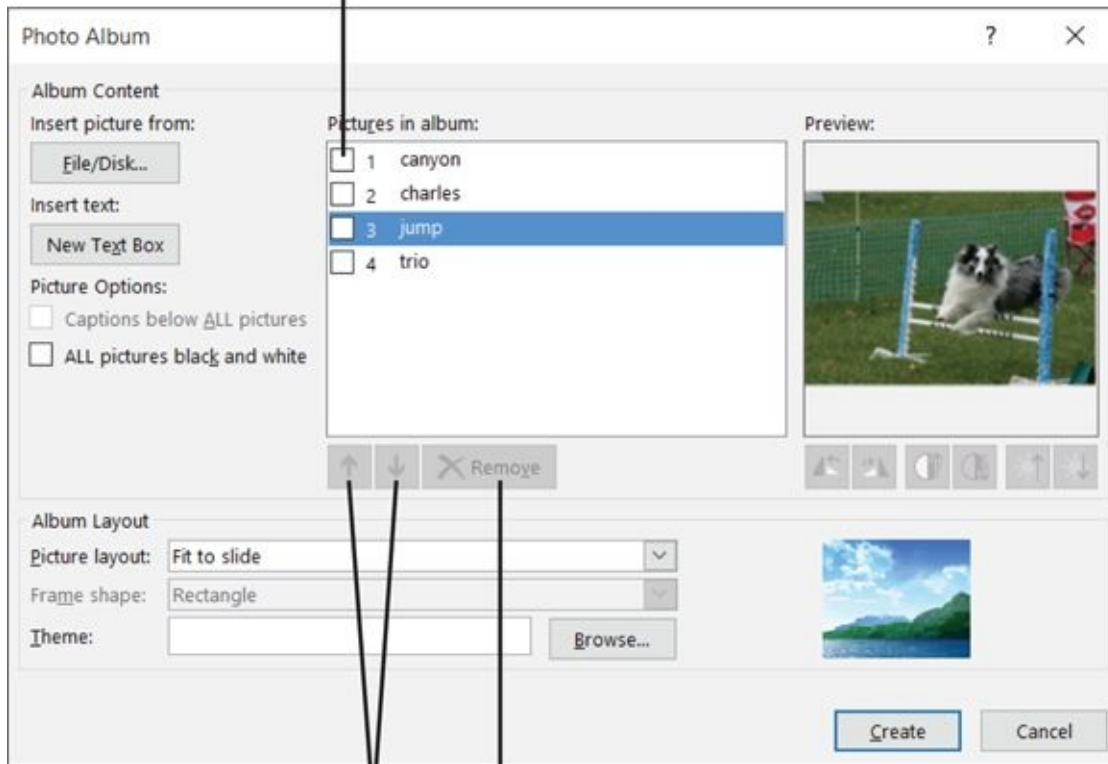 Photo Album ?
Album Content
Insert picture from:
File/Disk...
Insert text:
New Text Box
Picture Options:
Captions below ALL pictures
ALL pictures black and white
Pictures in album:
1 canyon
2 charles
3 jump
4 trio
Remove
Preview:
Album Layout
Picture layout: Fit to slide
Frame shape: Rectangle
Theme:
Browse...
Create
Cancel